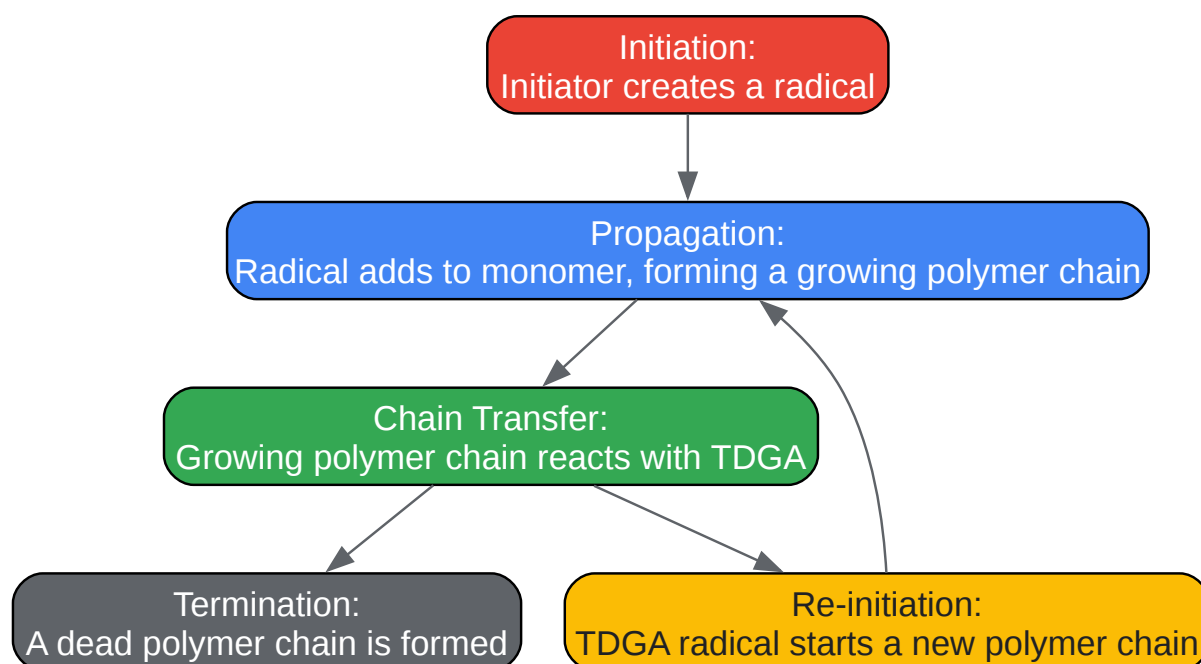 Initiation:
Initiator creates a radical
Propagation:
Radical adds to monomer, forming a growing polymer chain
Chain Transfer:
Growing polymer chain reacts with TDGA
Termination:
A dead polymer chain is formed
Re-initiation:
TDGA radical starts a new polymer chain